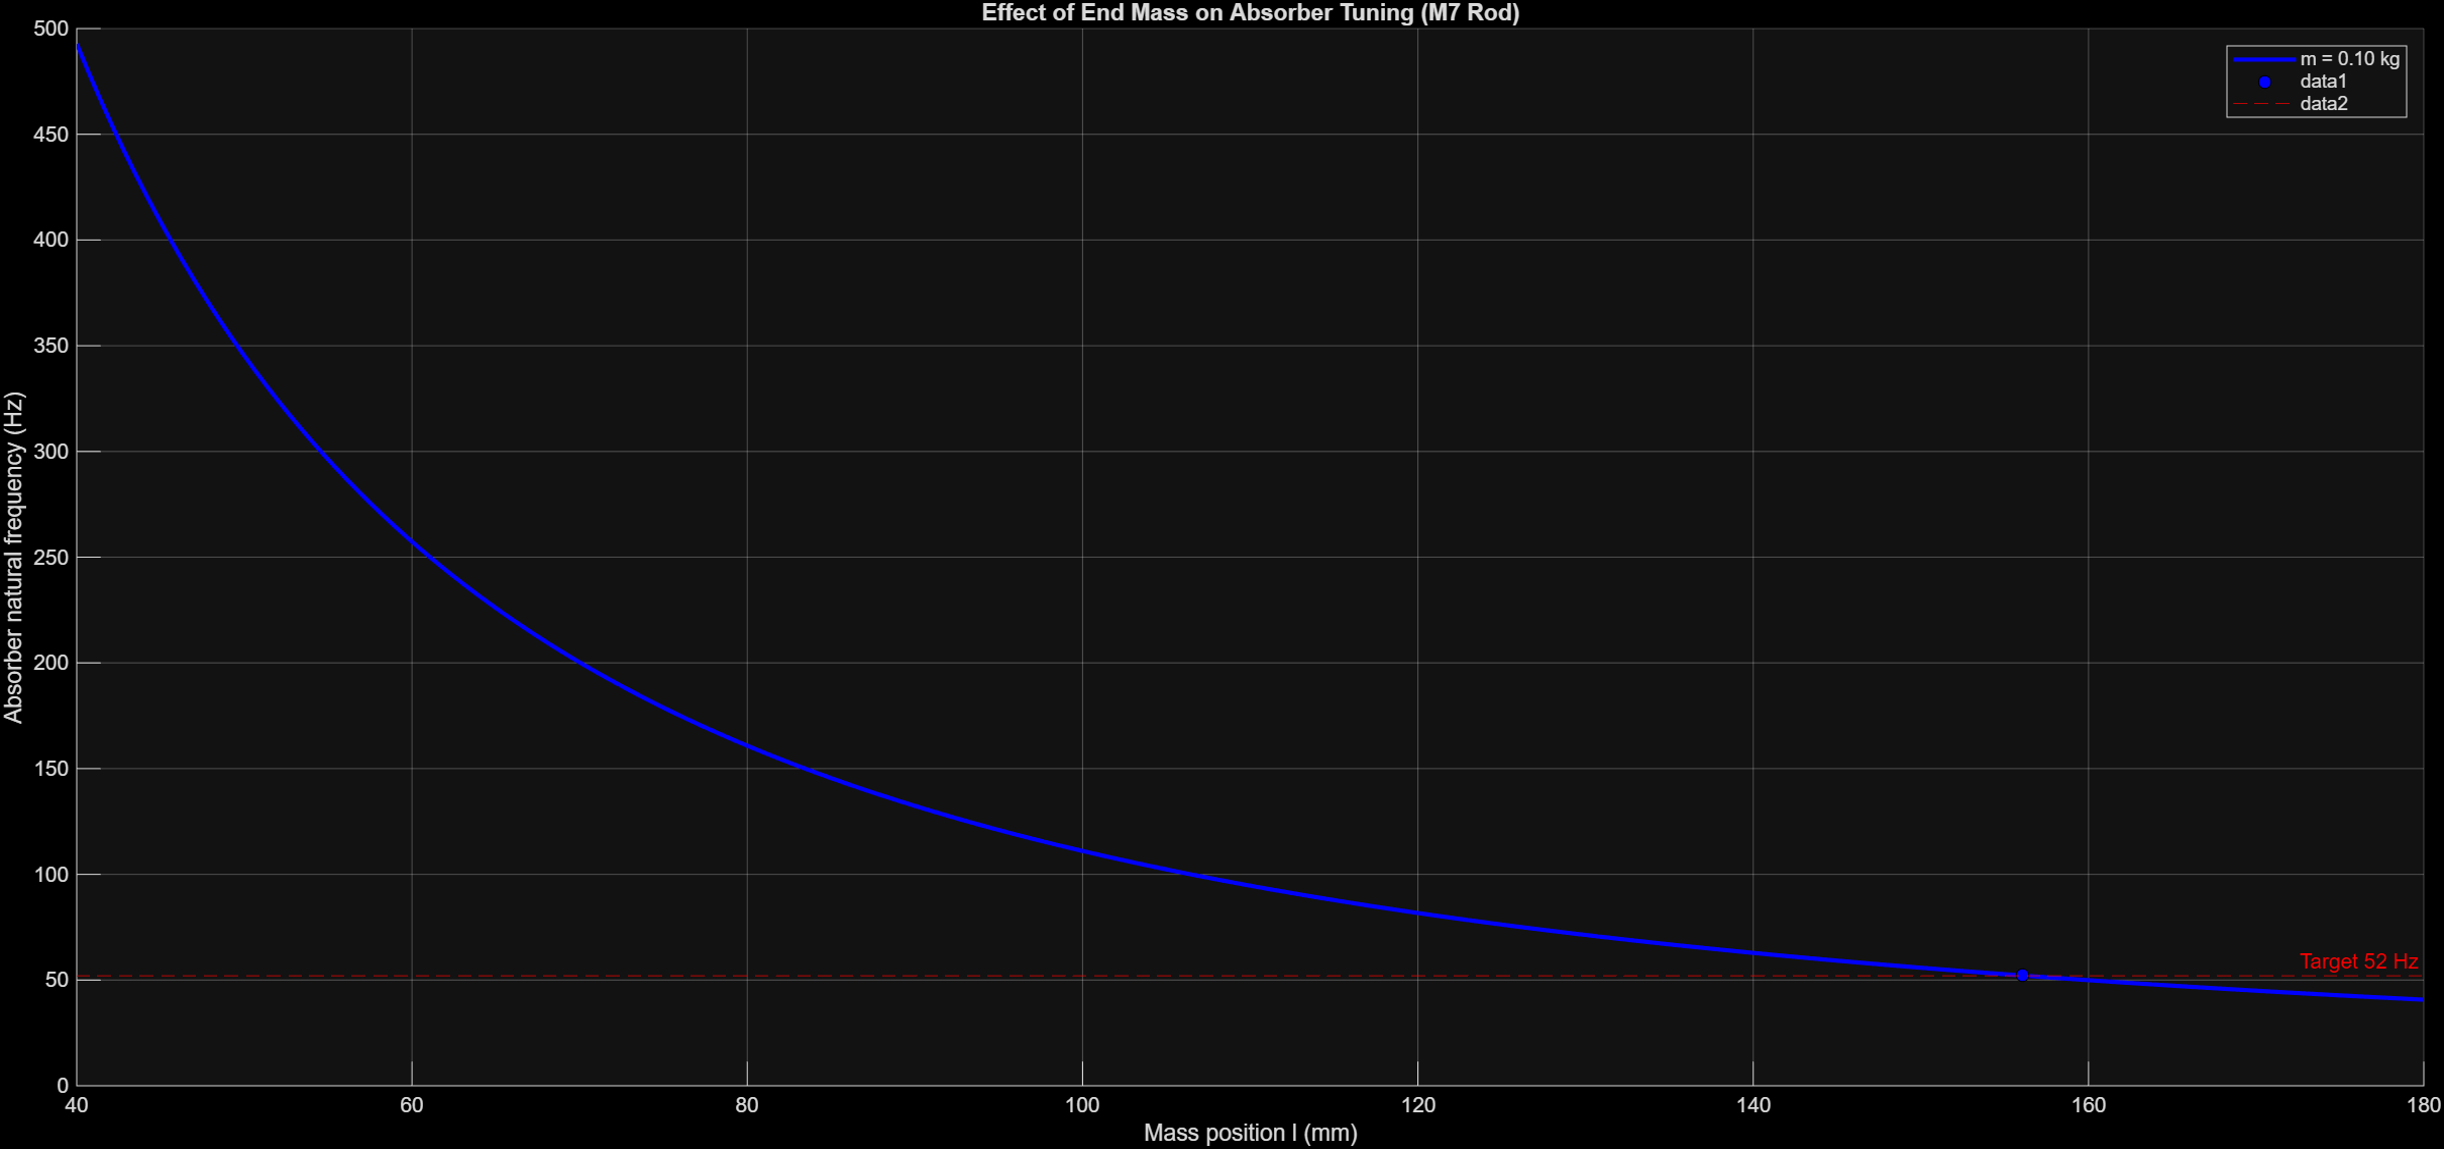 Effect of End Mass on Absorber Tuning (M7 Rod)
m = 0.10 kg
data1
data2
Absorber natural frequency (Hz)
500
450
400
350
300
250
200
150
100
50
0
Target 52 Hz
40 60 80 100 120 140 160 180
Mass position l (mm)